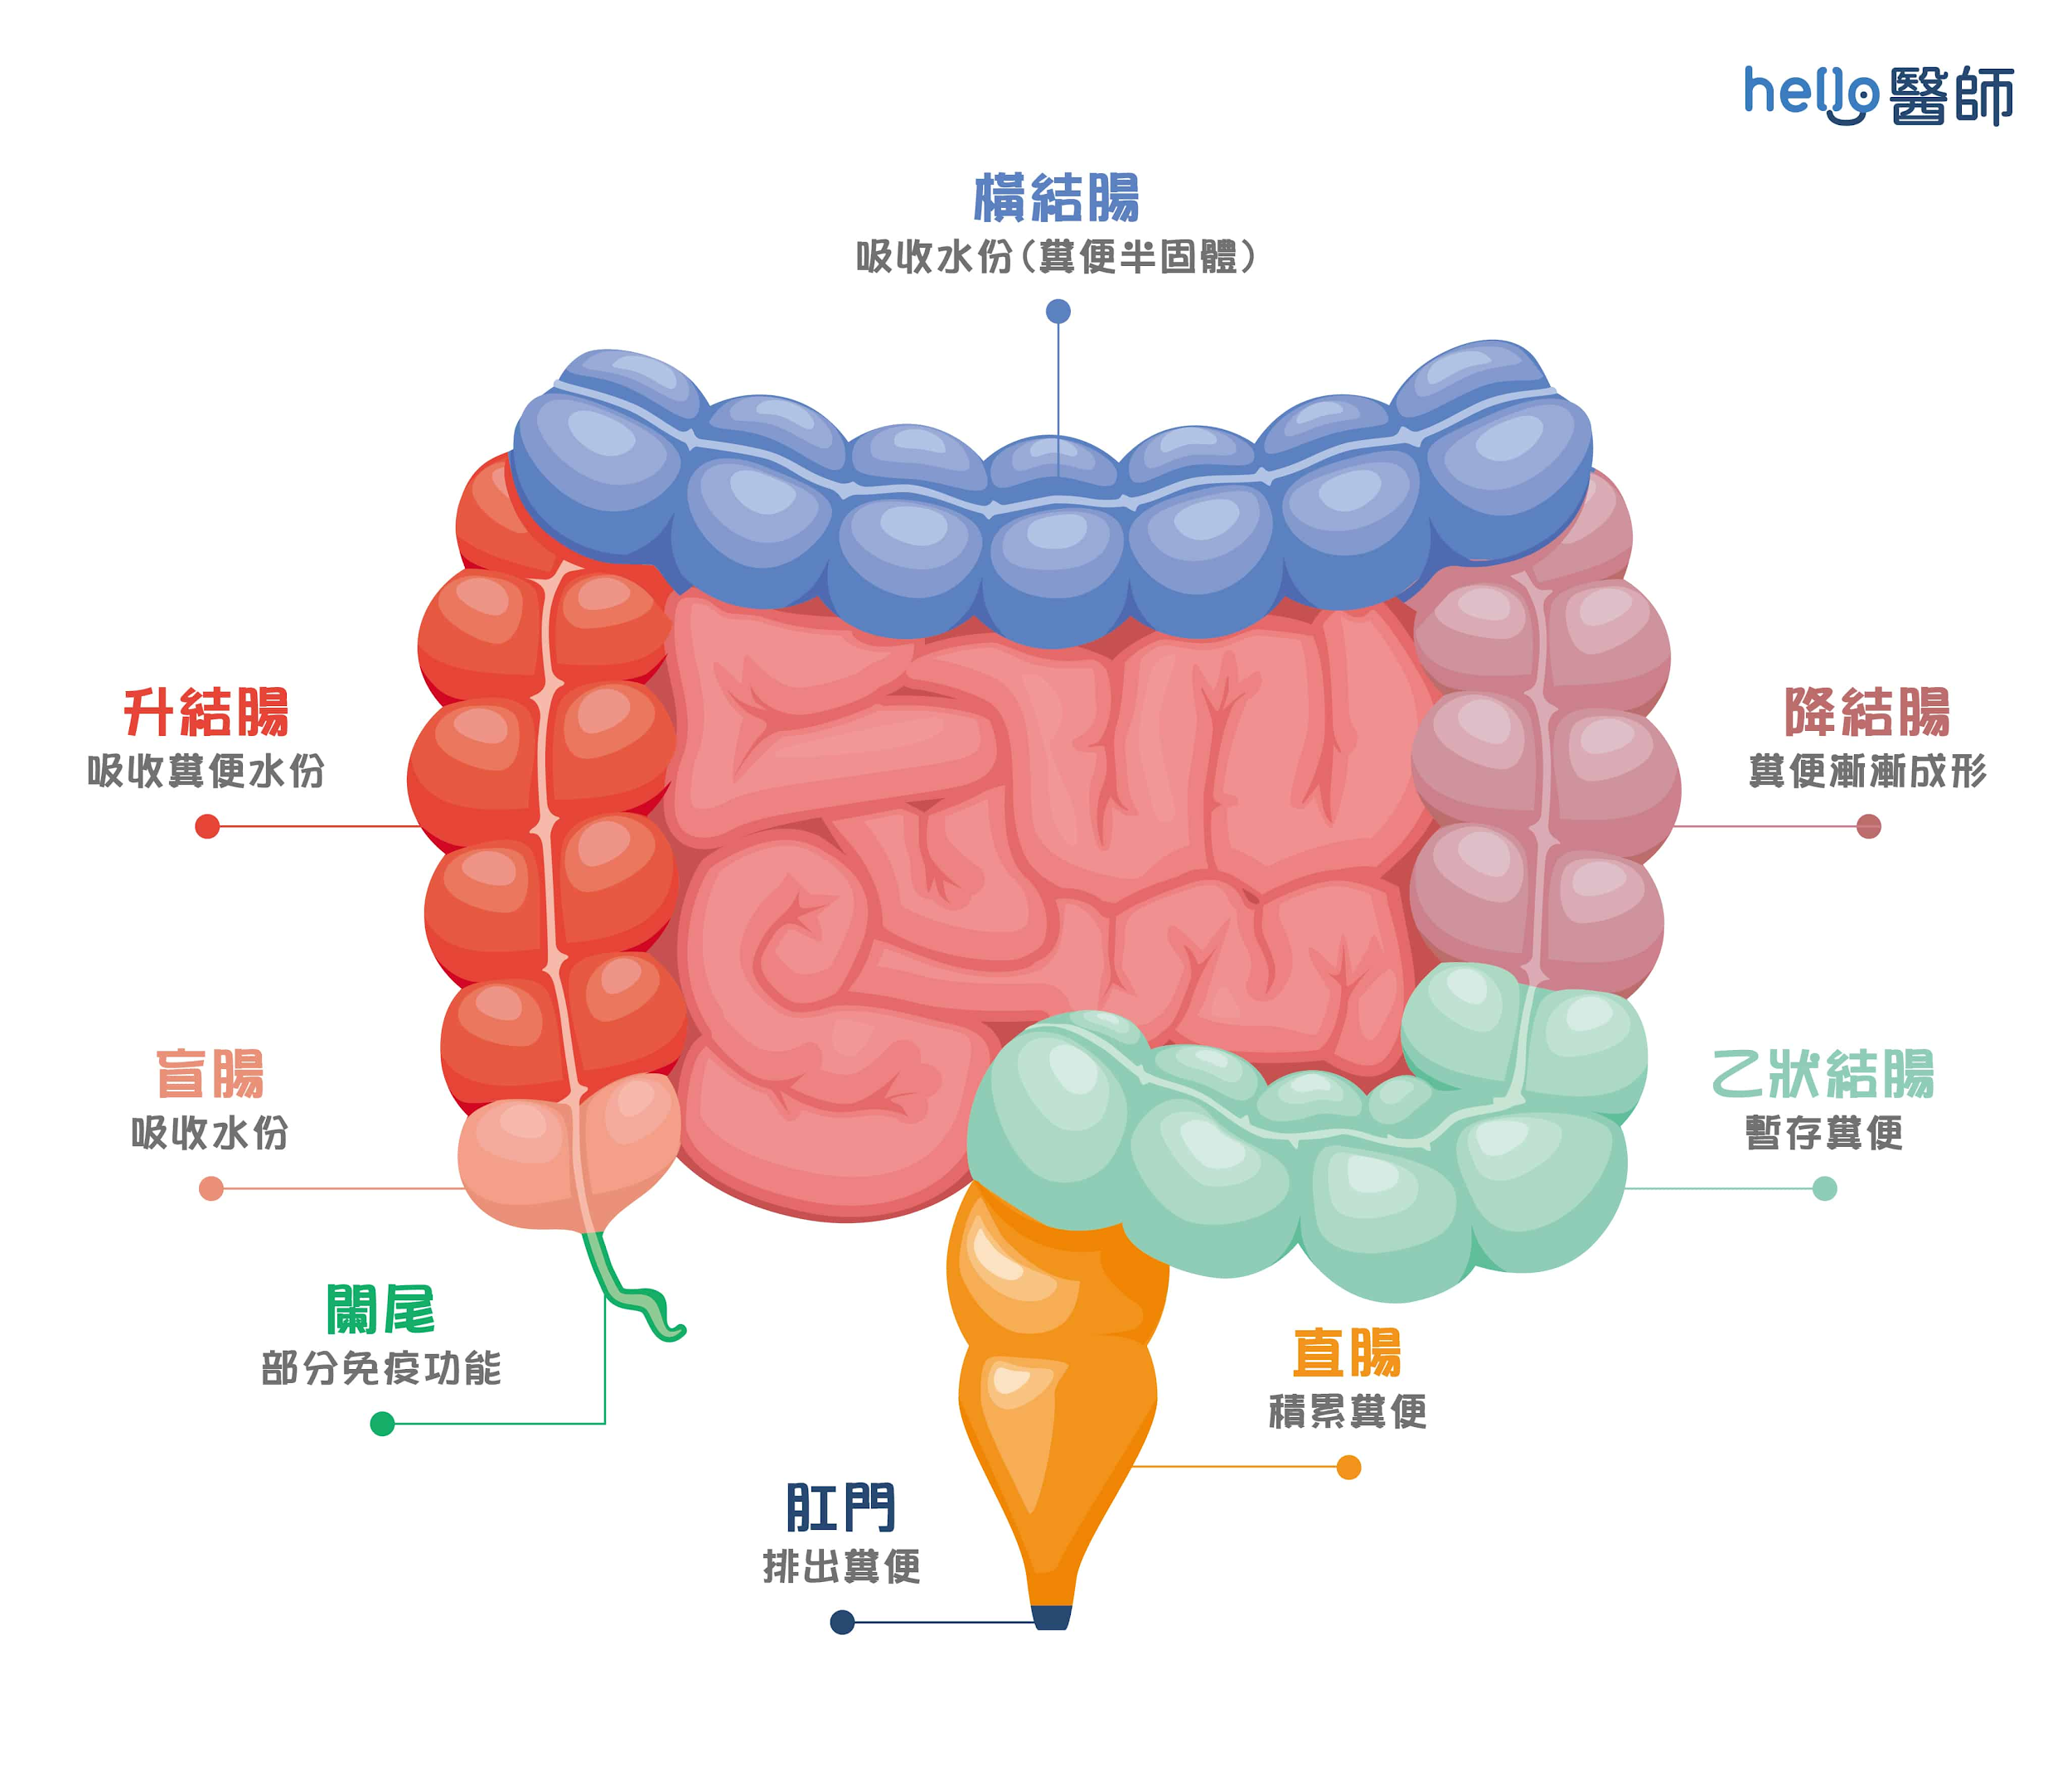 hello醫師
橫結腸
吸收水份(糞便半固體)
升結腸
吸收糞便水份
降結腸
糞便漸漸成形
盲腸
吸收水份
乙狀結腸
暫存糞便
闌尾
部分免疫功能
直腸
積累糞便
肛門
排出糞便